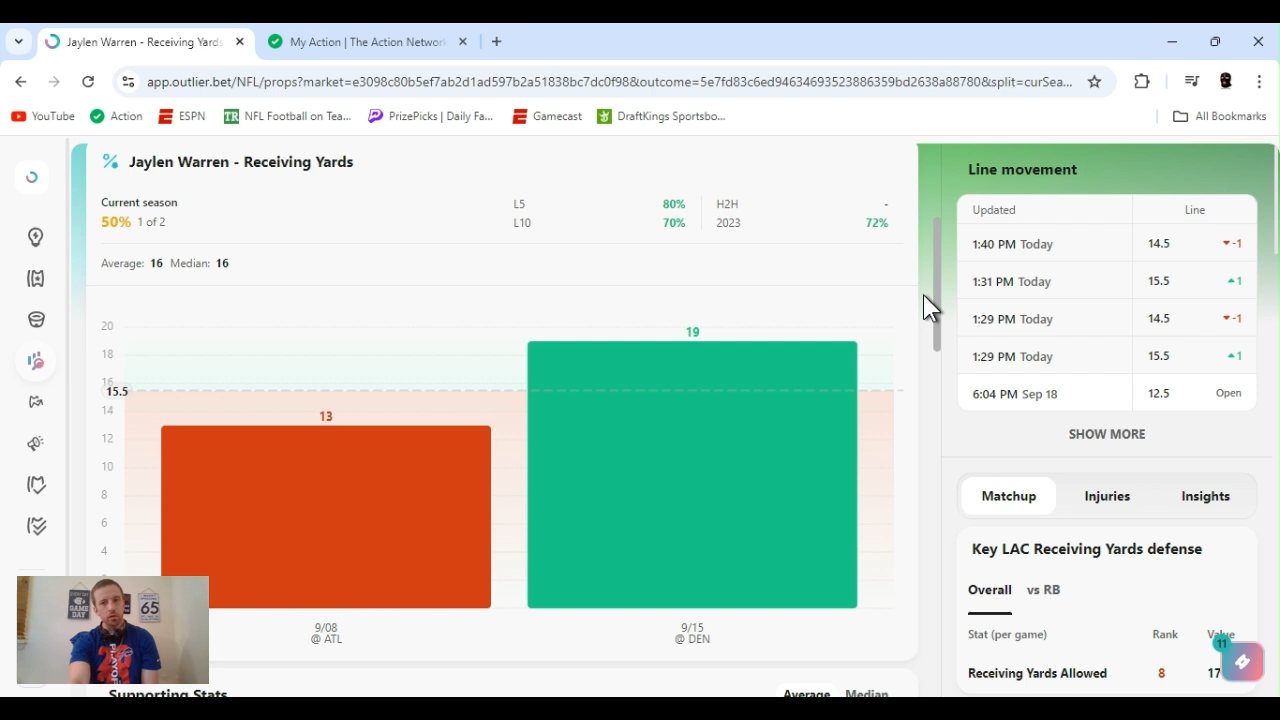 Jaylen Warren - Receiving Yards
My Action | The Action Networ
app.outlier.bet/NFL/props?market=e3098c80b5ef7ab2d1ad597b2a51838bc7dc0f98&outcome=5e7fd83c6ed94634693523886359bd2638a88780&split=curSea...
YouTube Action ESPN NFL Football on Tea... PrizePicks | Daily Fa... Gamecast DraftKings Sportsbo... All Bookmarks
Jaylen Warren - Receiving Yards
Current season
50% 1 of 2
L5 80% H2H -
L10 70% 2023 72%
Average: 16 Median: 16
20
18
16
15.5
14
12
10
8
6
4
13
19
9/08
@ ATL
9/15
@ DEN
Supporting Stats
Average Median
Line movement
Updated Line
1:40 PM Today 14.5 -1
1:31 PM Today 15.5 1
1:29 PM Today 14.5 -1
1:29 PM Today 15.5 1
6:04 PM Sep 18 12.5 Open
SHOW MORE
Matchup Injuries Insights
Key LAC Receiving Yards defense
Overall vs RB
Stat (per game) Rank Value
11
Receiving Yards Allowed 8 17
GAME
DAY
65